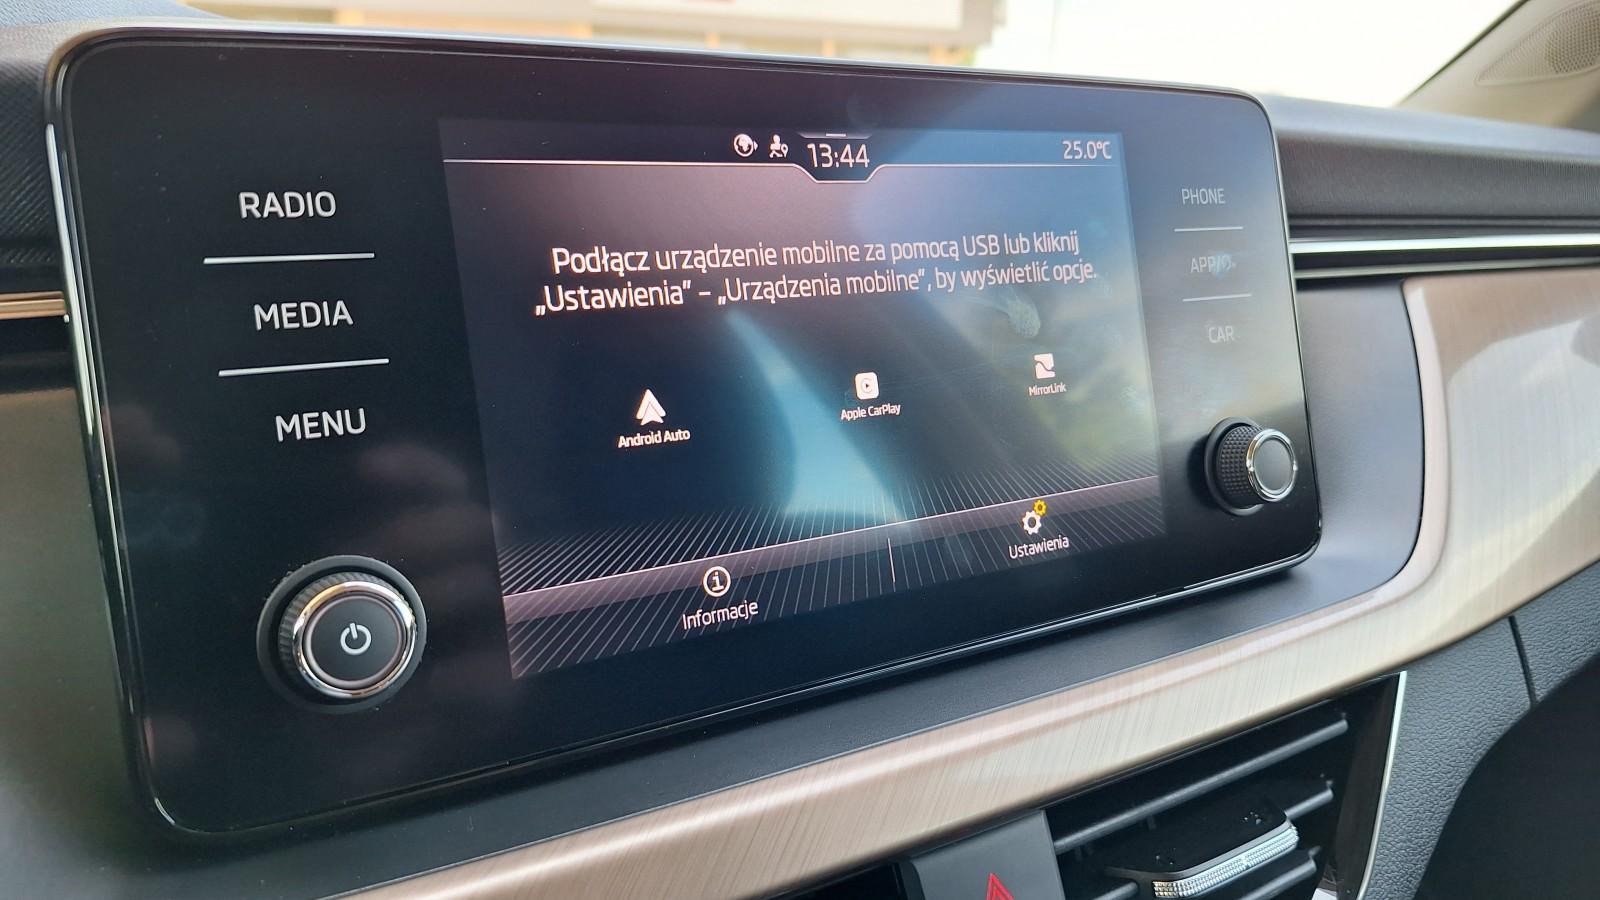 RADIO
MEDIA
MENU
13:44
25.0°C
Podłącz urządzenie mobilne za pomocą USB lub kliknij
„Ustawienia” – „Urządzenia mobilne”, by wyświetlić opcje.
Android Auto
Apple CarPlay
MirrorLink
Informacje
Ustawienia
PHONE
CAR